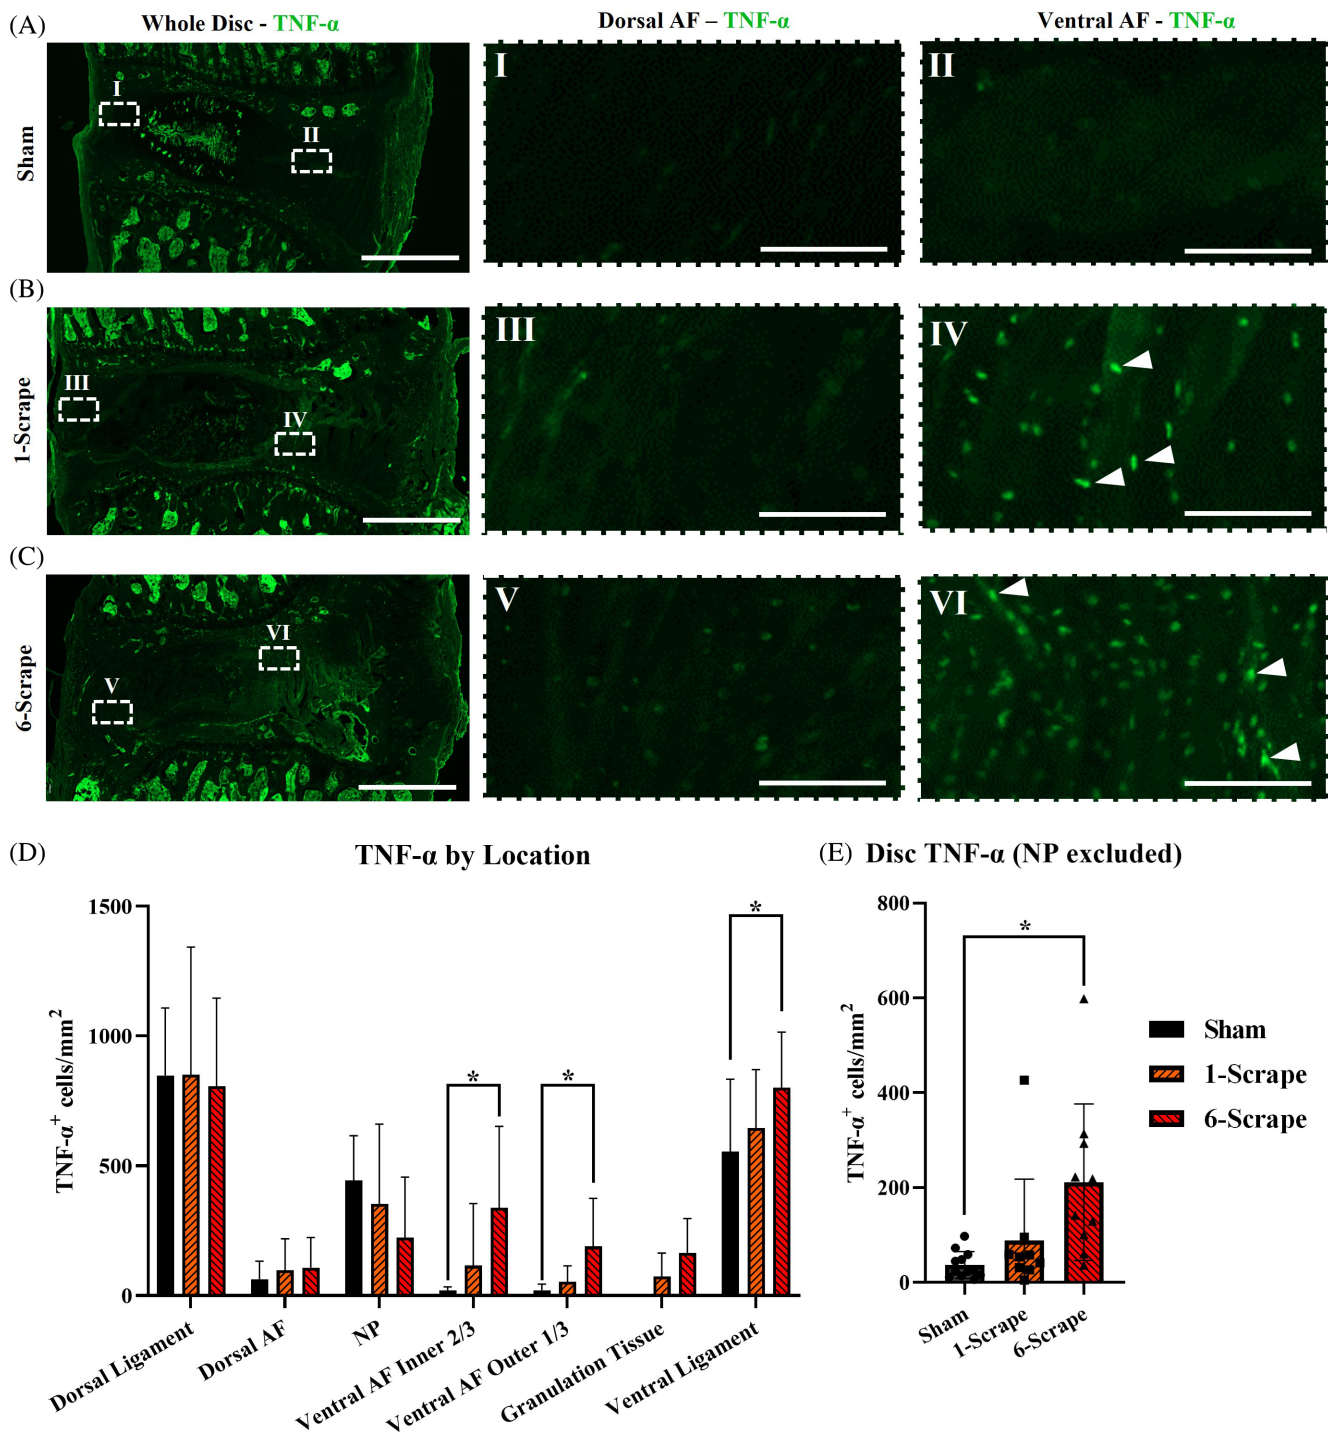 (A)
Whole Disc - TNF-α
Dorsal AF – TNF-α
Ventral AF - TNF-α
Sham
I
II
I
II
(B)
1-Scrape
III
IV
III
IV
(C)
6-Scrape
V
VI
V
VI
(D)
TNF-α by Location
TNF-α⁺ cells/mm²
1500
1000
500
0
*
*
*
Dorsal Ligament
Dorsal AF
NP
Ventral AF Inner 2/3
Ventral AF Outer 1/3
Granulation Tissue
Ventral Ligament
(E)
Disc TNF-α (NP excluded)
TNF-α⁺ cells/mm²
800
600
400
200
0
*
Sham
1-Scrape
6-Scrape
Sham
1-Scrape
6-Scrape